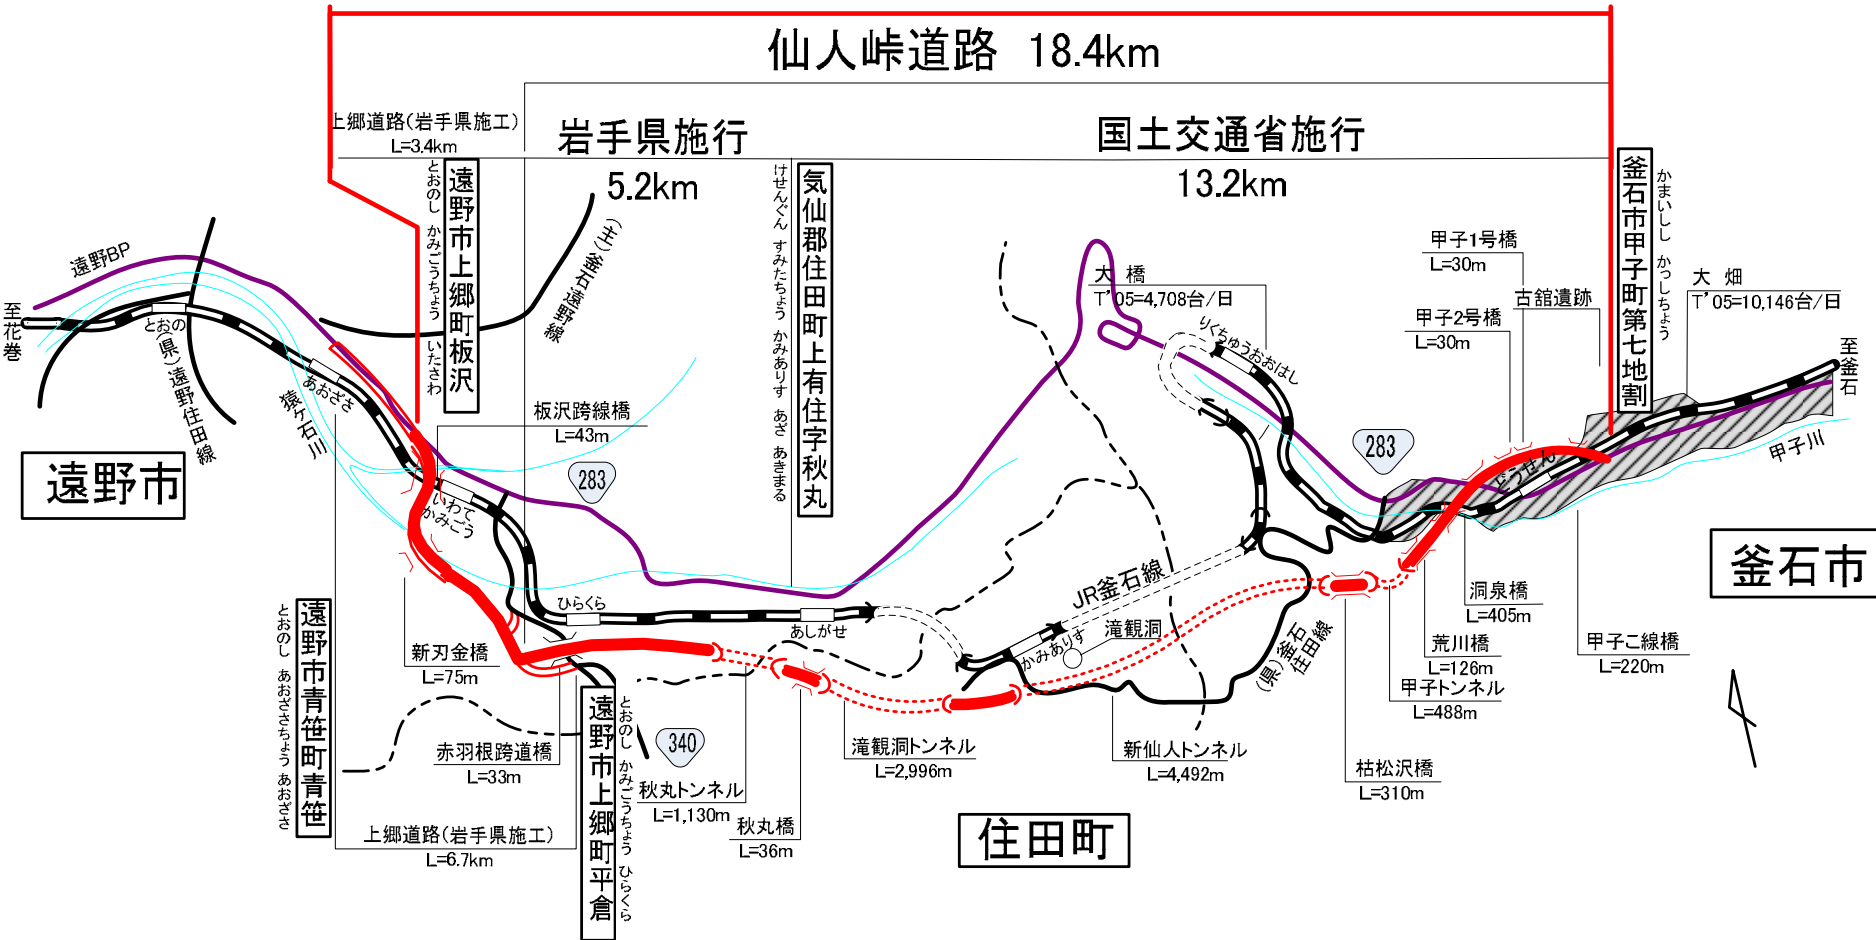 仙人峠道路 18.4km
上郷道路(岩手県施工)
L=3.4km
岩手県施行
5.2km
国土交通省施行
13.2km
とおのし かみごうちょう いたさわ
遠野市上郷町板沢
けせんぐん すみたちょう かみありす あざ あきまる
気仙郡住田町上有住字秋丸
釜石市甲子町第七地割
かまいしし かっしちょう
遠野BP
(主)釜石遠野線
至花巻
とおの
(県)遠野住田線
あおざさ
猿ヶ石川
板沢跨線橋
L=43m
283
いわて
かみごう
遠野市
大 橋
T'05=4,708台/日
りくちゅうおおはし
甲子1号橋
L=30m
古舘遺跡
甲子2号橋
L=30m
大 畑
T'05=10,146台/日
至釜石
283
どうせん
甲子川
釜石市
JR釜石線
ひらくら
あしがせ
かみありす
滝観洞
(県)釜石
住田線
洞泉橋
L=405m
荒川橋
L=126m
甲子こ線橋
L=220m
甲子トンネル
L=488m
新刃金橋
L=75m
とおのし あおざさちょう あおざさ
遠野市青笹町青笹
赤羽根跨道橋
L=33m
上郷道路(岩手県施工)
L=6.7km
遠野市上郷町平倉
とおのし かみごうちょう ひらくら
340
秋丸トンネル
L=1,130m
秋丸橋
L=36m
滝観洞トンネル
L=2,996m
新仙人トンネル
L=4,492m
枯松沢橋
L=310m
住田町